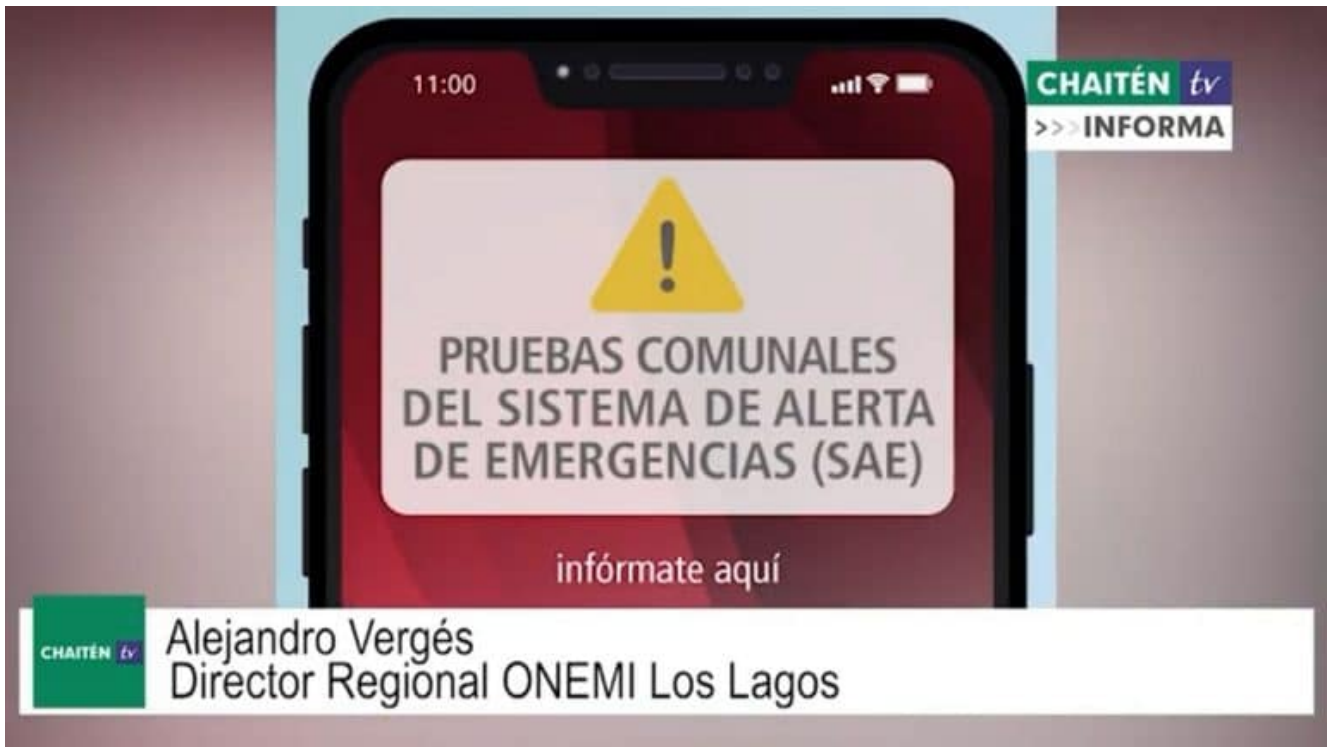 11:00
CHAITÉN tv
>>>INFORMA
PRUEBAS COMUNALES
DEL SISTEMA DE ALERTA
DE EMERGENCIAS (SAE)
infórmate aquí
CHAITÉN tv
Alejandro Vergés
Director Regional ONEMI Los Lagos